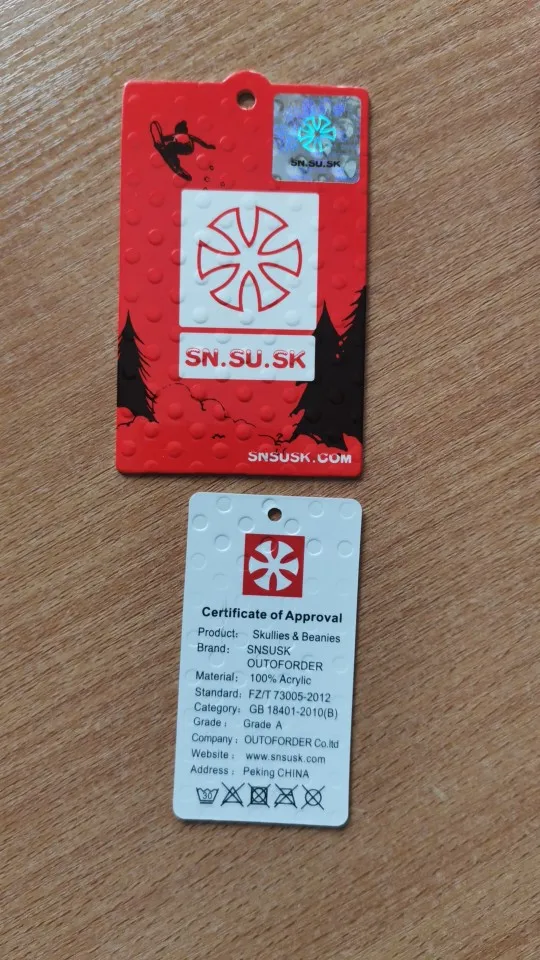 SN.SU.SK
SN.SU.SK
SNSUSK.COM
Certificate of Approval
Product: Skullies & Beanies
Brand: SNSUSK
OUTOFORDER
Material: 100% Acrylic
Standard: FZ/T 73005-2012
Category: GB 18401-2010(B)
Grade: Grade A
Company: OUTOFORDER Co.ltd
Website: www.snsusk.com
Address: Peking CHINA
30